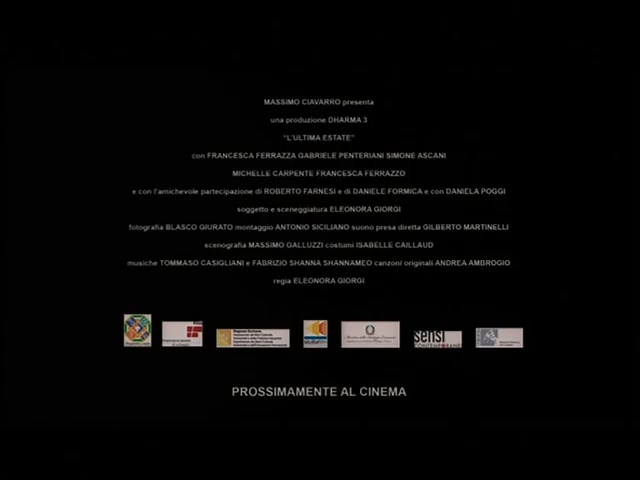 MASSIMO CIAVARRO presenta
una produzione DHARMA 3
"L'ULTIMA ESTATE"
con FRANCESCA FERRAZZA GABRIELE PENTERIANI SIMONE ASCANI
MICHELLE CARPENTE FRANCESCA FERRAZZO
e con l'amichevole partecipazione di ROBERTO FARNESI e di DANIELE FORMICA e con DANIELA POGGI
soggetto e sceneggiatura ELEONORA GIORGI
fotografia BLASCO GIURATO montaggio ANTONIO SICILIANO suono presa diretta GILBERTO MARTINELLI
scenografia MASSIMO GALLUZZI costumi ISABELLE CAILLAUD
musiche TOMMASO CASIGLIANI e FABRIZIO SHANNA SHANNAMEO canzoni originali ANDREA AMBROGIO
regia ELEONORA GIORGI
Regione Siciliana
sensi
CONTEMPORANEI
PROSSIMAMENTE AL CINEMA